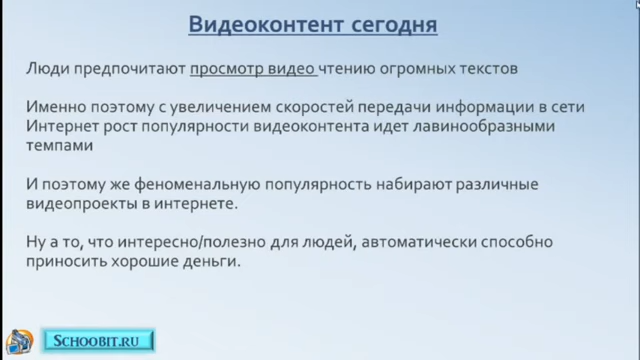 Видеоконтент сегодня
Люди предпочитают просмотр видео чтению огромных текстов
Именно поэтому с увеличением скоростей передачи информации в сети
Интернет рост популярности видеоконтента идет лавинообразными
темпами
И поэтому же феноменальную популярность набирают различные
видеопроекты в интернете.
Ну а то, что интересно/полезно для людей, автоматически способно
приносить хорошие деньги.
SCHOOBIT.RU